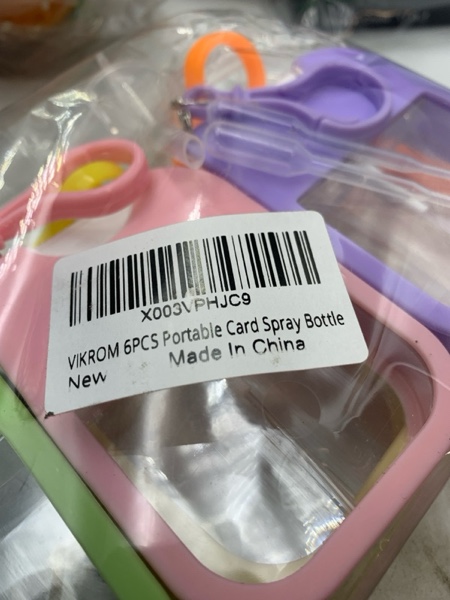 X003VPHJC9
VIKROM 6PCS Portable Card Spray Bottle
New Made In China